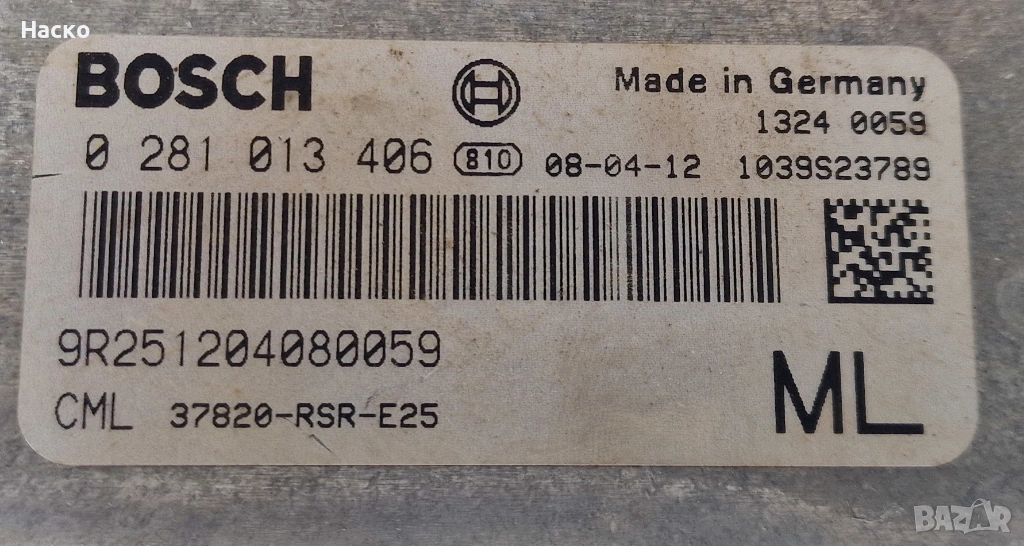 Наско
BOSCH
Made in Germany
1324 0059
0 281 013 406 810 08-04-12 1039S23789
9R251204080059
CML 37820-RSR-E25
ML
BAZAR